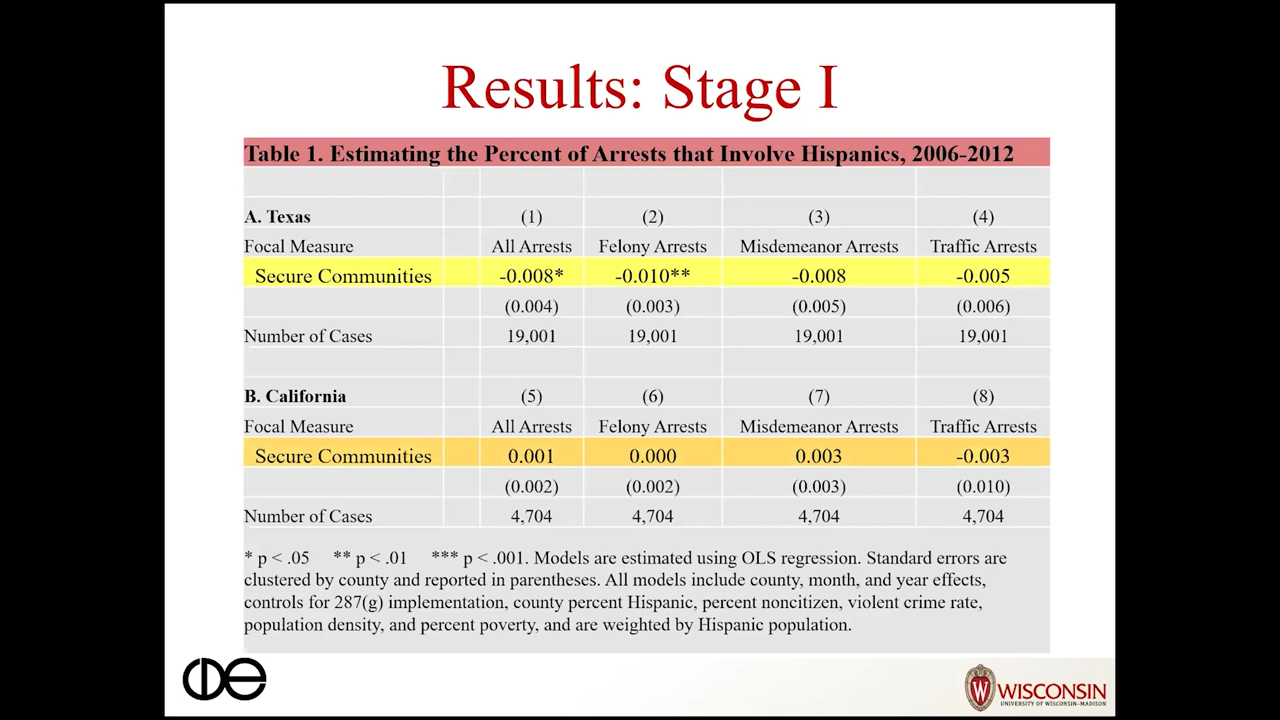 Results: Stage I
Table 1. Estimating the Percent of Arrests that Involve Hispanics, 2006-2012
A. Texas (1) (2) (3) (4)
Focal Measure All Arrests Felony Arrests Misdemeanor Arrests Traffic Arrests
Secure Communities -0.008* -0.010** -0.008 -0.005
(0.004) (0.003) (0.005) (0.006)
Number of Cases 19,001 19,001 19,001 19,001
B. California (5) (6) (7) (8)
Focal Measure All Arrests Felony Arrests Misdemeanor Arrests Traffic Arrests
Secure Communities 0.001 0.000 0.003 -0.003
(0.002) (0.002) (0.003) (0.010)
Number of Cases 4,704 4,704 4,704 4,704
* p < .05 ** p < .01 *** p < .001. Models are estimated using OLS regression. Standard errors are
clustered by county and reported in parentheses. All models include county, month, and year effects,
controls for 287(g) implementation, county percent Hispanic, percent noncitizen, violent crime rate,
population density, and percent poverty, and are weighted by Hispanic population.
cde
W WISCONSIN
UNIVERSITY OF WISCONSIN-MADISON